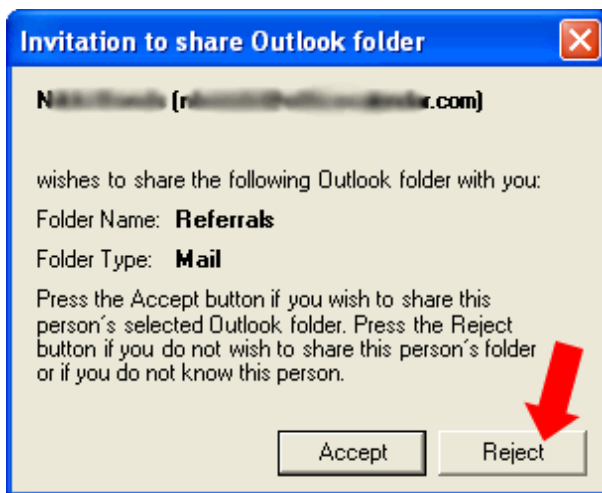 Invitation to share Outlook folder
.com)
wishes to share the following Outlook folder with you:
Folder Name: Referrals
Folder Type: Mail
Press the Accept button if you wish to share this
person´s selected Outlook folder. Press the Reject
button if you do not wish to share this person´s folder
or if you do not know this person.
Accept Reject